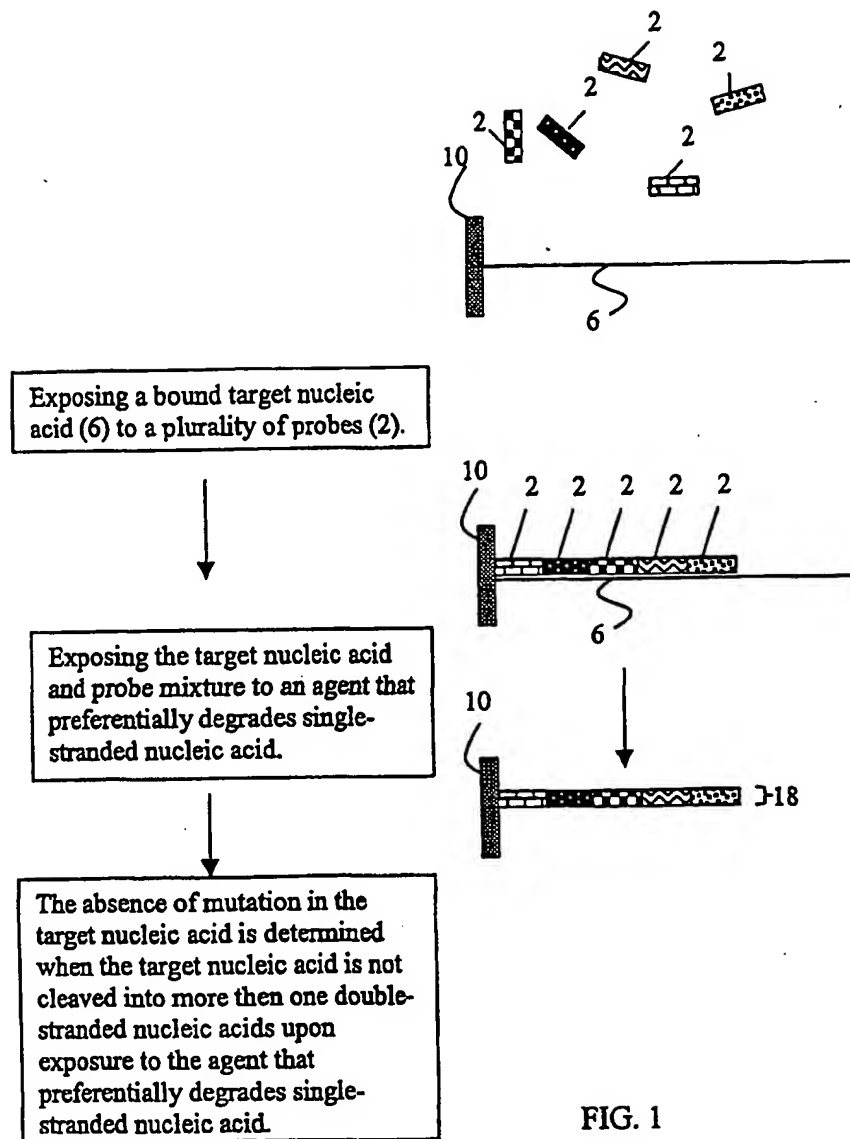 2
2
2
2
10
2
6
Exposing a bound target nucleic
acid (6) to a plurality of probes (2).
10 2 2 2 2 2
6
Exposing the target nucleic acid
and probe mixture to an agent that
preferentially degrades single-
stranded nucleic acid.
10
18
The absence of mutation in the
target nucleic acid is determined
when the target nucleic acid is not
cleaved into more then one double-
stranded nucleic acids upon
exposure to the agent that
preferentially degrades single-
stranded nucleic acid.
FIG. 1